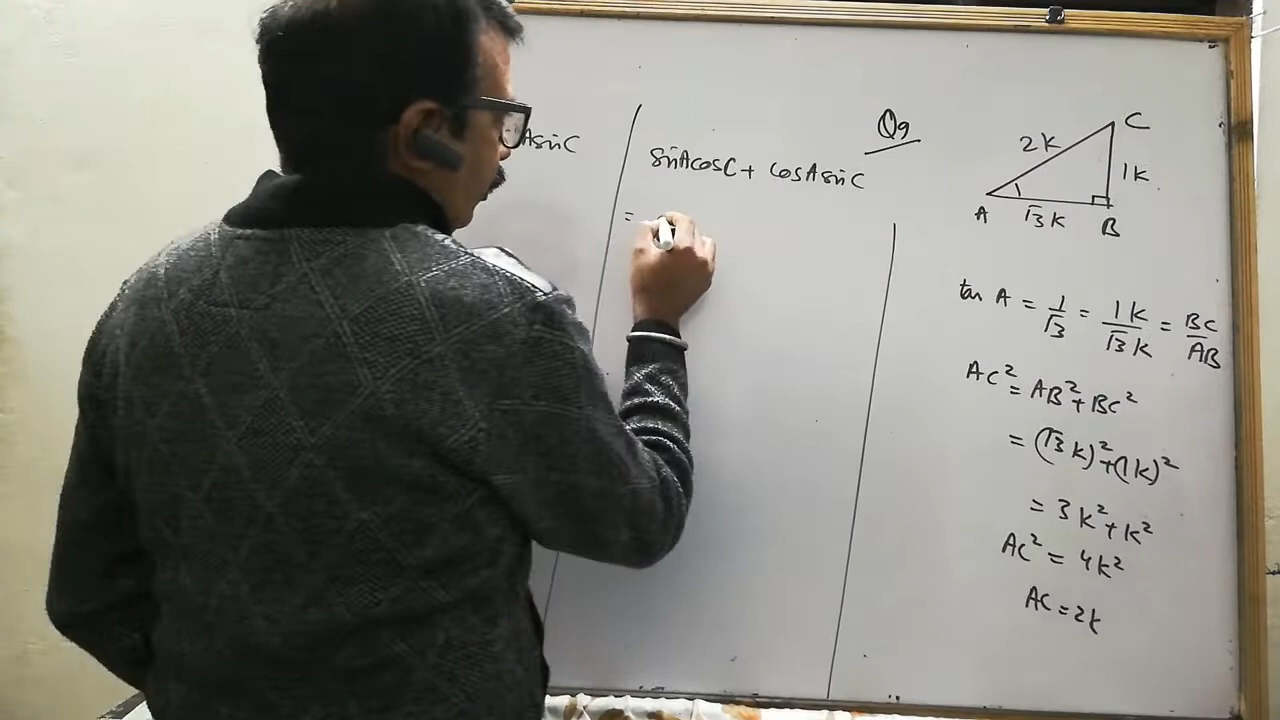 AsinC
Q9
sinAcosC + cosAsinC
=
C
2k
1k
A
√3 k
B
tan A = 1/√3 = 1k/√3 k = BC/AB
AC² = AB² + BC²
= (√3 k)² + (1k)²
= 3k² + k²
AC² = 4k²
AC = 2k